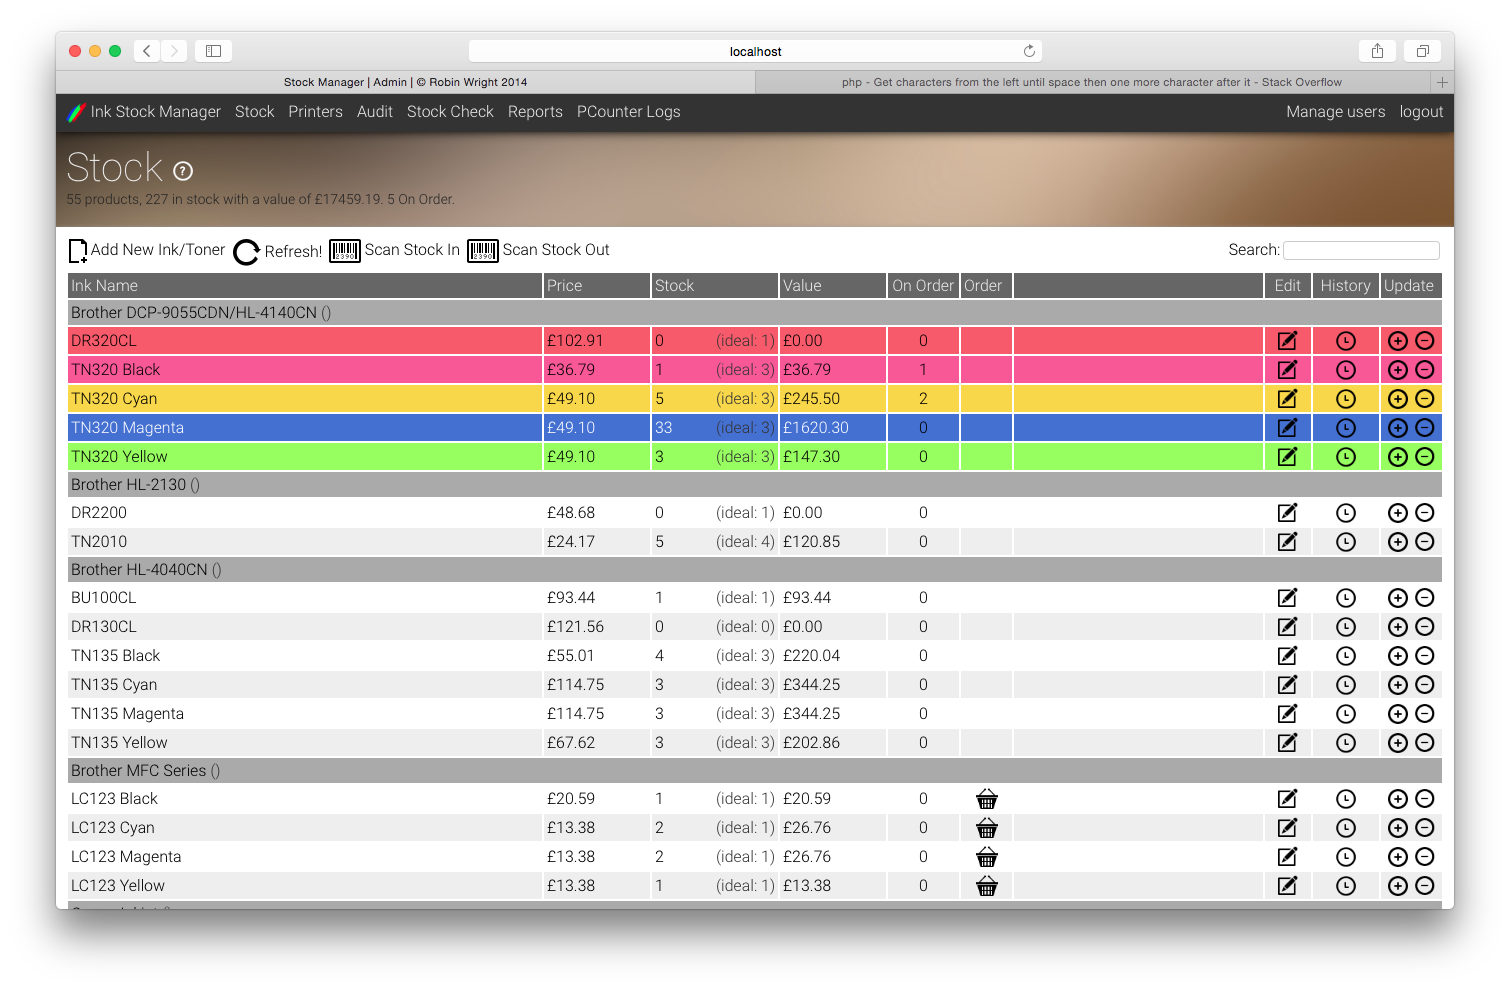 localhost
Stock Manager | Admin | © Robin Wright 2014 php - Get characters from the left until space then one more character after it - Stack Overflow
Ink Stock Manager Stock Printers Audit Stock Check Reports PCounter Logs Manage users logout
Stock ?
55 products, 227 in stock with a value of £17459.19. 5 On Order.
Add New Ink/Toner Refresh! 2390 Scan Stock In 2390 Scan Stock Out Search:
Ink Name Price Stock Value On Order Order Edit History Update
Brother DCP-9055CDN/HL-4140CN ()
DR320CL £102.91 0 (ideal: 1) £0.00 0
TN320 Black £36.79 1 (ideal: 3) £36.79 1
TN320 Cyan £49.10 5 (ideal: 3) £245.50 2
TN320 Magenta £49.10 33 (ideal: 3) £1620.30 0
TN320 Yellow £49.10 3 (ideal: 3) £147.30 0
Brother HL-2130 ()
DR2200 £48.68 0 (ideal: 1) £0.00 0
TN2010 £24.17 5 (ideal: 4) £120.85 0
Brother HL-4040CN ()
BU100CL £93.44 1 (ideal: 1) £93.44 0
DR130CL £121.56 0 (ideal: 0) £0.00 0
TN135 Black £55.01 4 (ideal: 3) £220.04 0
TN135 Cyan £114.75 3 (ideal: 3) £344.25 0
TN135 Magenta £114.75 3 (ideal: 3) £344.25 0
TN135 Yellow £67.62 3 (ideal: 3) £202.86 0
Brother MFC Series ()
LC123 Black £20.59 1 (ideal: 1) £20.59 0
LC123 Cyan £13.38 2 (ideal: 1) £26.76 0
LC123 Magenta £13.38 2 (ideal: 1) £26.76 0
LC123 Yellow £13.38 1 (ideal: 1) £13.38 0